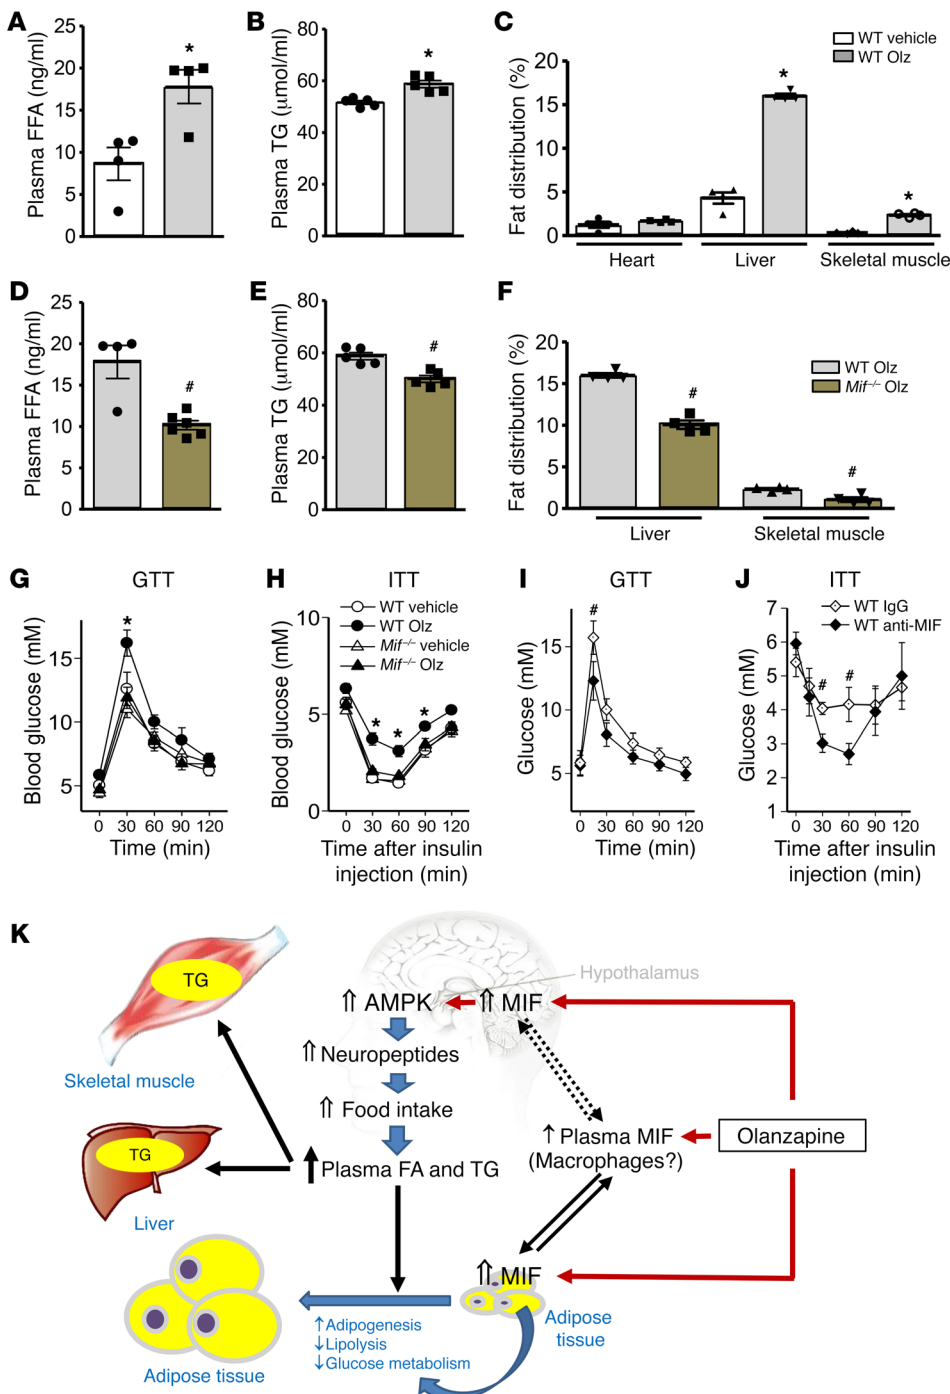 A
Plasma FFA (ng/ml)
25
20
15
10
5
0
*
B
Plasma TG (μmol/ml)
80
60
40
20
0
*
C
Fat distribution (%)
20
15
10
5
0
WT vehicle
WT Olz
*
*
Heart
Liver
Skeletal muscle
D
Plasma FFA (ng/ml)
25
20
15
10
5
0
#
E
Plasma TG (μmol/ml)
80
60
40
20
0
#
F
Fat distribution (%)
20
15
10
5
0
WT Olz
Mif–/– Olz
#
#
Liver
Skeletal muscle
G
GTT
Blood glucose (mM)
15
10
5
*
0 30 60 90 120
Time (min)
H
ITT
WT vehicle
WT Olz
Mif–/– vehicle
Mif–/– Olz
Blood glucose (mM)
10
5
0
* * *
0 30 60 90 120
Time after insulin
injection (min)
I
GTT
Glucose (mM)
15
10
5
#
0 30 60 90 120
Time (min)
J
ITT
WT IgG
WT anti-MIF
Glucose (mM)
7
6
5
4
3
2
1
# #
0 30 60 90 120
Time after insulin
injection (min)
K
TG
Skeletal muscle
TG
Liver
Adipose tissue
Hypothalamus
⇑ AMPK
⇑ MIF
⇑ Neuropeptides
⇑ Food intake
↑ Plasma FA and TG
↑ Plasma MIF
(Macrophages?)
Olanzapine
⇑ MIF
Adipose
tissue
↑Adipogenesis
↓Lipolysis
↓Glucose metabolism